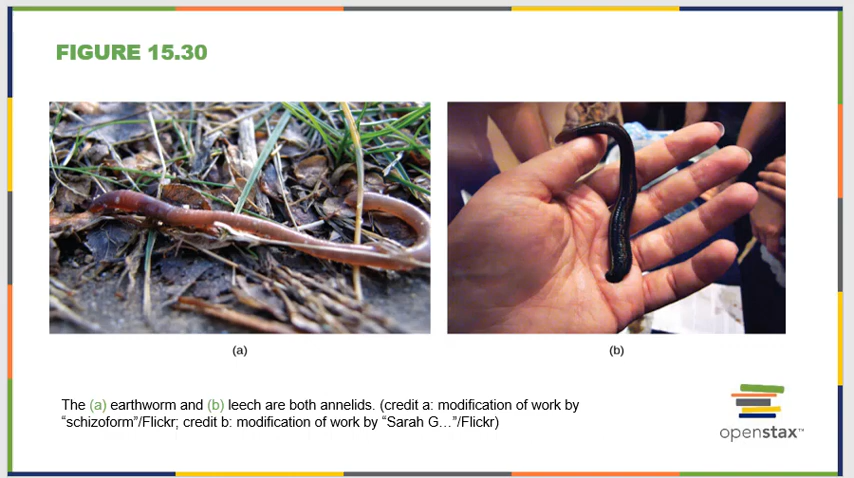 FIGURE 15.30
(a)
(b)
The (a) earthworm and (b) leech are both annelids. (credit a: modification of work by
“schizoform”/Flickr; credit b: modification of work by “Sarah G…”/Flickr)
openstax™